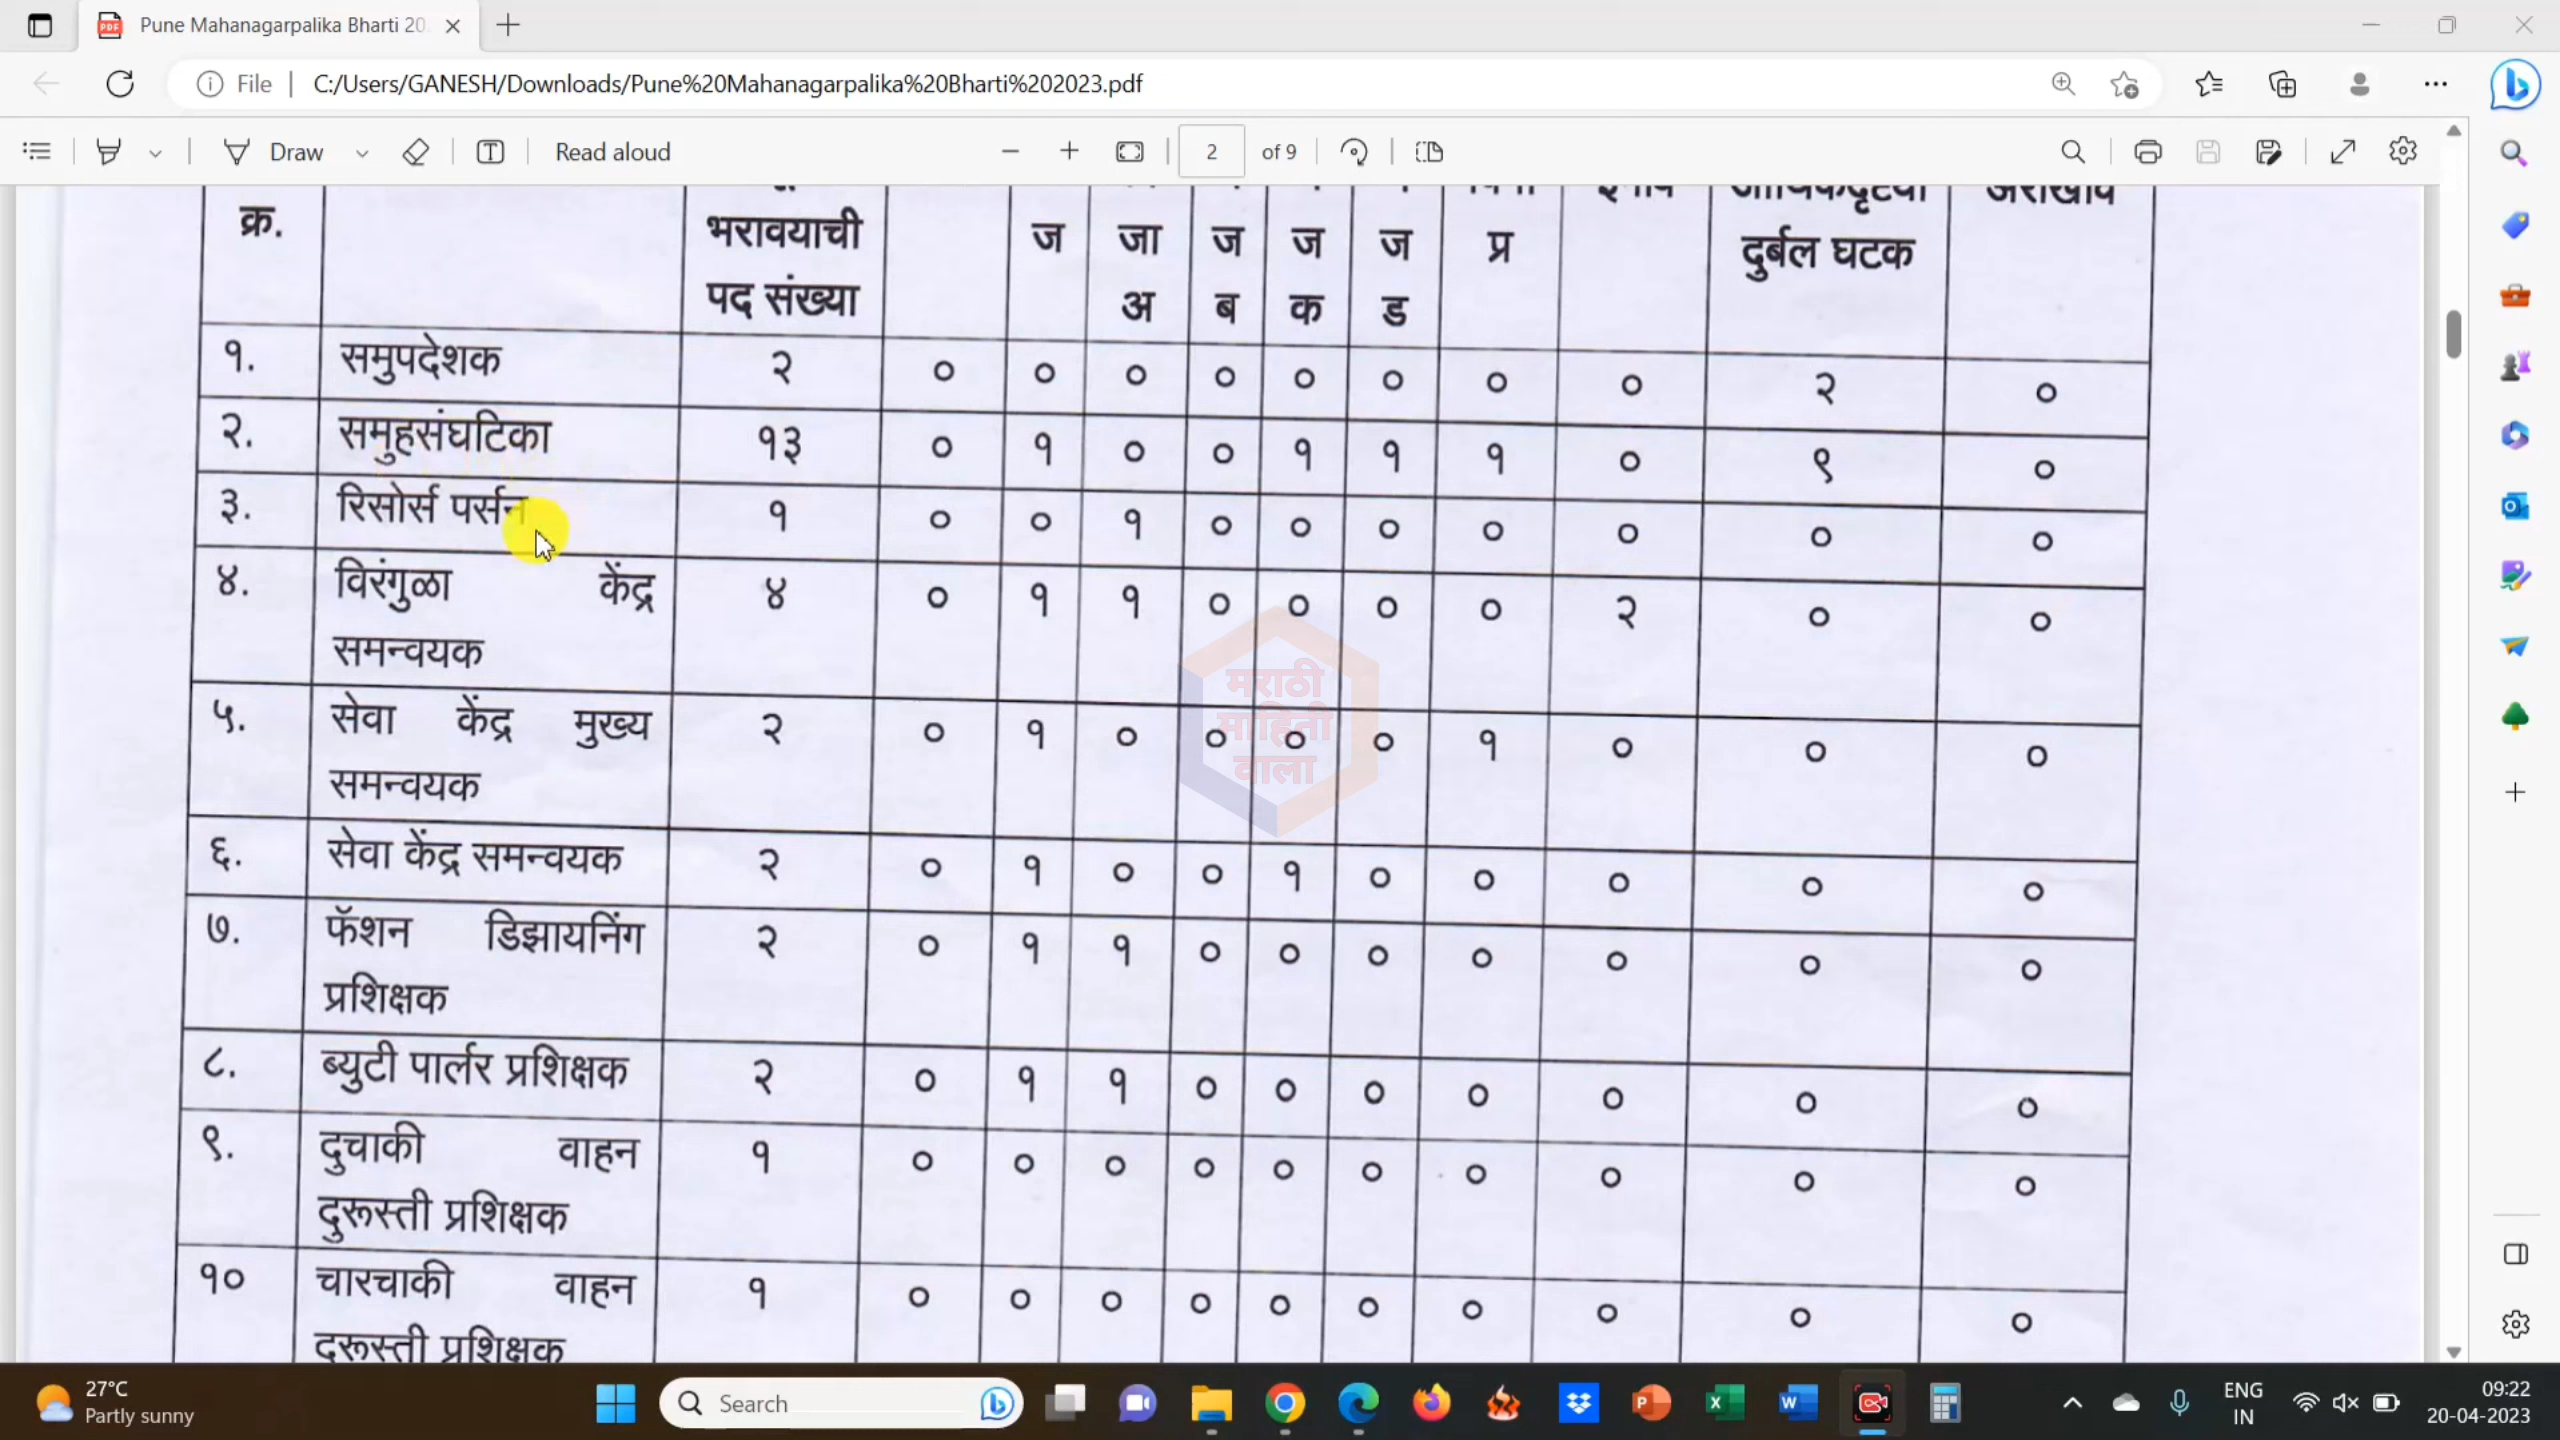 Pune Mahanagarpalika Bharti 20
File
C:/Users/GANESH/Downloads/Pune%20Mahanagarpalika%20Bharti%202023.pdf
Draw
Read aloud
2 of 9
क्र. भरावयाची ज जा ज ज ज प्र दुर्बल घटक
पद संख्या अ ब क ड
१. समुपदेशक २ ० ० ० ० ० ० ० ० २ ०
२. समुहसंघटिका १३ ० १ ० ० १ १ १ ० ९ ०
३. रिसोर्स पर्सन १ ० ० १ ० ० ० ० ० ० ०
४. विरंगुळा केंद्र ४ ० १ १ ० ० ० ० २ ० ०
समन्वयक
५. सेवा केंद्र मुख्य २ ० १ ० ० ० ० १ ० ० ०
समन्वयक
६. सेवा केंद्र समन्वयक २ ० १ ० ० १ ० ० ० ० ०
७. फॅशन डिझायनिंग २ ० १ १ ० ० ० ० ० ० ०
प्रशिक्षक
८. ब्युटी पार्लर प्रशिक्षक २ ० १ १ ० ० ० ० ० ० ०
९. दुचाकी वाहन १ ० ० ० ० ० ० ० ० ० ०
दुरूस्ती प्रशिक्षक
१० चारचाकी वाहन १ ० ० ० ० ० ० ० ० ० ०
दुरूस्ती प्रशिक्षक
मराठी
माहिती
वाला
27°C
Partly sunny
Search
ENG
IN
09:22
20-04-2023